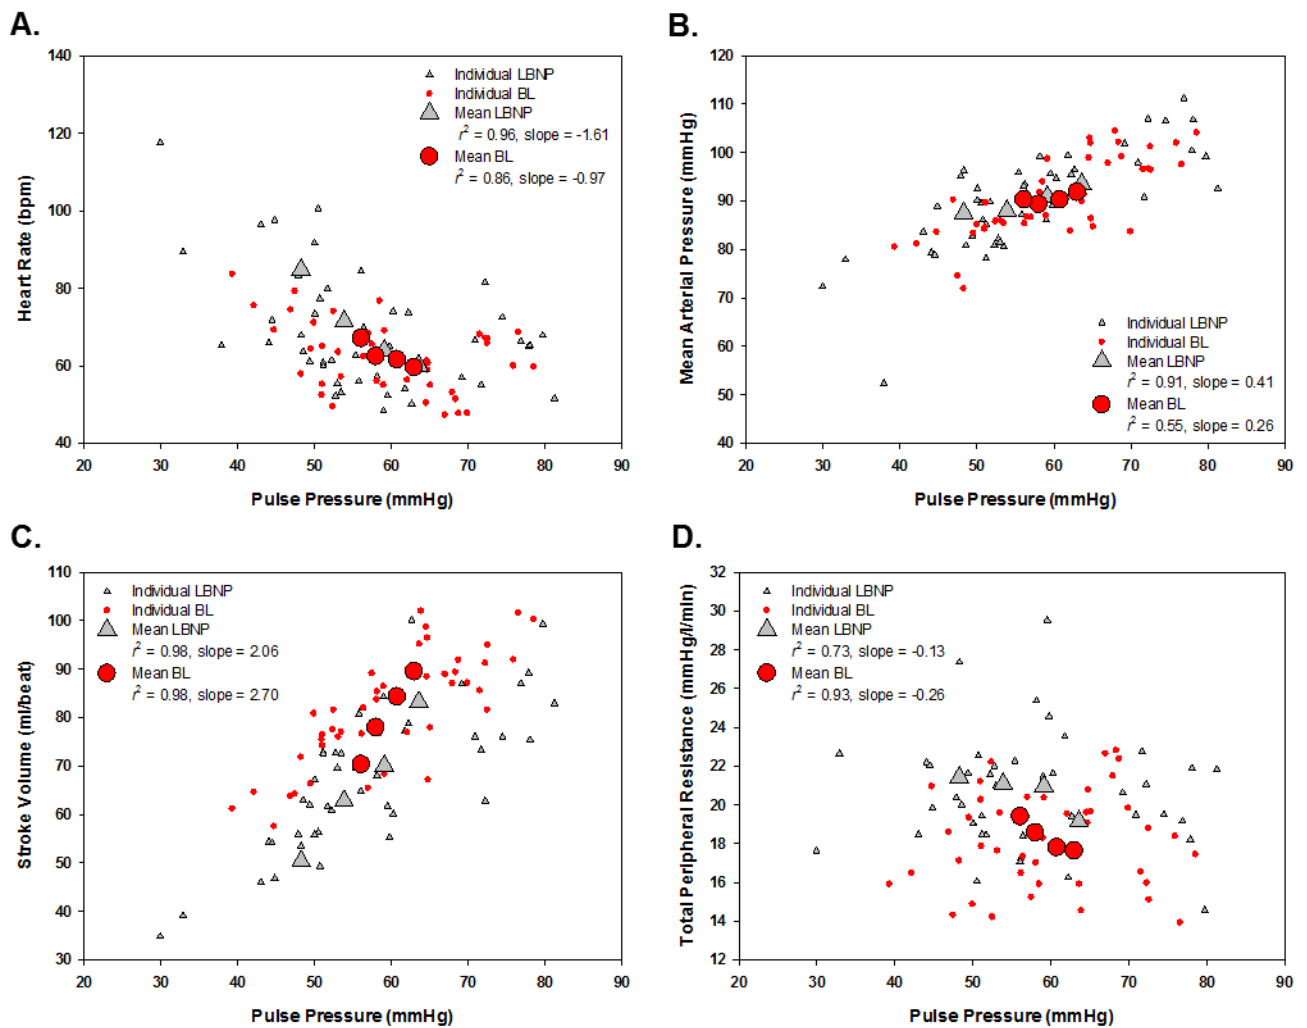 A.
140
120
100
80
60
40
20 30 40 50 60 70 80 90
Heart Rate (bpm)
Pulse Pressure (mmHg)
Individual LBNP
Individual BL
Mean LBNP
r² = 0.96, slope = -1.61
Mean BL
r² = 0.86, slope = -0.97
B.
120
110
100
90
80
70
60
50
40
20 30 40 50 60 70 80 90
Mean Arterial Pressure (mmHg)
Pulse Pressure (mmHg)
Individual LBNP
Individual BL
Mean LBNP
r² = 0.91, slope = 0.41
Mean BL
r² = 0.55, slope = 0.26
C.
110
100
90
80
70
60
50
40
30
20 30 40 50 60 70 80 90
Stroke Volume (ml/beat)
Pulse Pressure (mmHg)
Individual LBNP
Individual BL
Mean LBNP
r² = 0.98, slope = 2.06
Mean BL
r² = 0.98, slope = 2.70
D.
32
30
28
26
24
22
20
18
16
14
12
20 30 40 50 60 70 80 90
Total Peripheral Resistance (mmHg/l/min)
Pulse Pressure (mmHg)
Individual LBNP
Individual BL
Mean LBNP
r² = 0.73, slope = -0.13
Mean BL
r² = 0.93, slope = -0.26